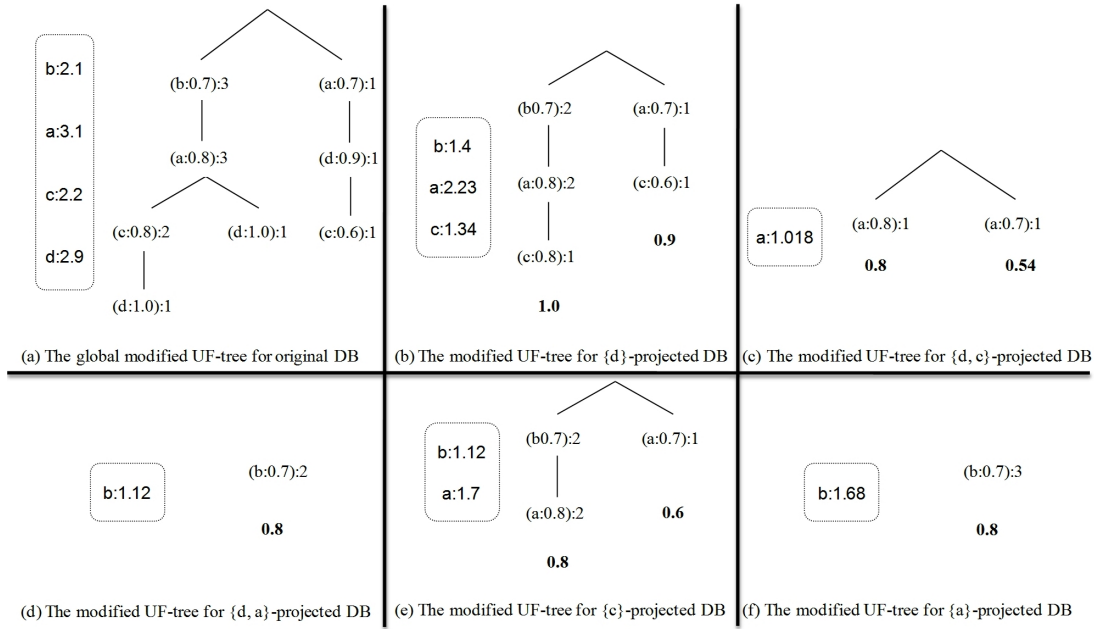 b:2.1
a:3.1
c:2.2
d:2.9
(b:0.7):3
(a:0.7):1
(a:0.8):3
(d:0.9):1
(c:0.8):2
(d:1.0):1
(c:0.6):1
(d:1.0):1
(a) The global modified UF-tree for original DB
b:1.4
a:2.23
c:1.34
(b0.7):2
(a:0.7):1
(a:0.8):2
(c:0.6):1
(c:0.8):1
0.9
1.0
(b) The modified UF-tree for {d}-projected DB
a:1.018
(a:0.8):1
(a:0.7):1
0.8
0.54
(c) The modified UF-tree for {d, c}-projected DB
b:1.12
(b:0.7):2
0.8
(d) The modified UF-tree for {d, a}-projected DB
b:1.12
a:1.7
(b0.7):2
(a:0.7):1
(a:0.8):2
0.6
0.8
(e) The modified UF-tree for {c}-projected DB
b:1.68
(b:0.7):3
0.8
(f) The modified UF-tree for {a}-projected DB